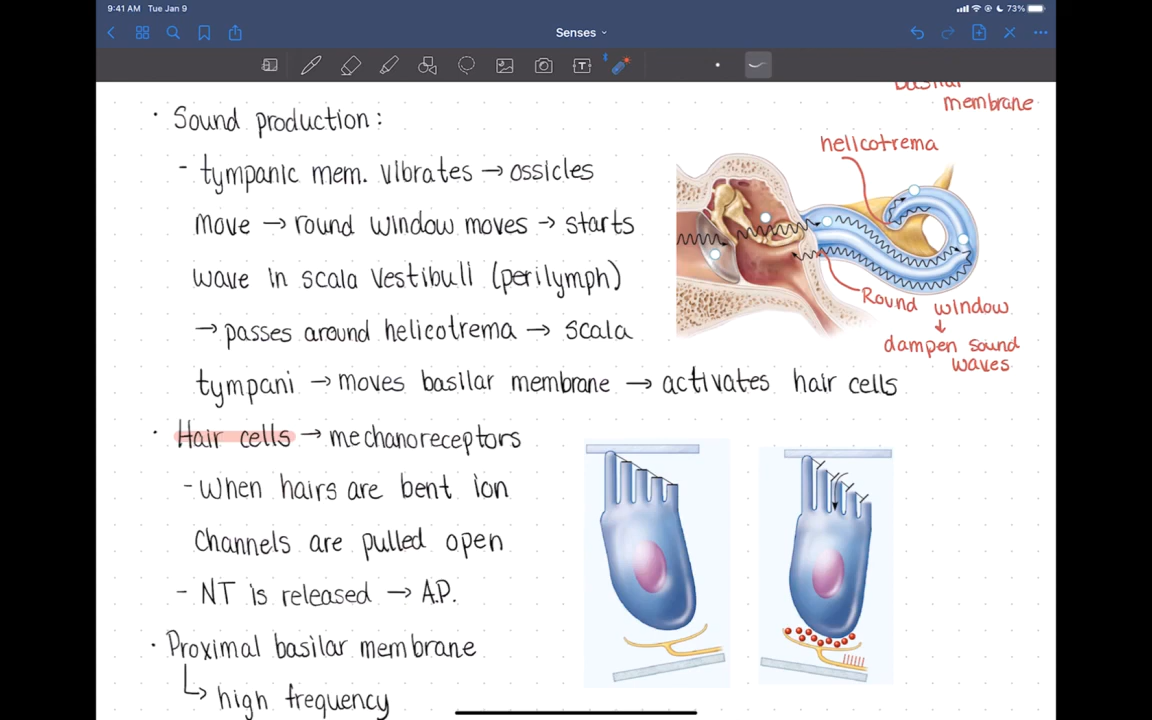 9:41 AM Tue Jan 9
73%
Senses
membrane
• Sound production:
helicotrema
- tympanic mem. vibrates → ossicles
move → round window moves → starts
wave in scala vestibuli (perilymph)
Round window
↓
dampen sound
waves
→ passes around helicotrema → scala
tympani → moves basilar membrane → activates hair cells
• Hair cells → mechanoreceptors
- When hairs are bent ion
channels are pulled open
- NT is released → A.P.
• Proximal basilar membrane
↳ high frequency